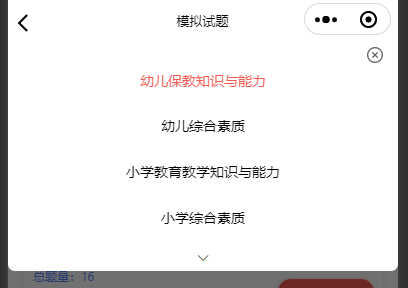 模拟试题
幼儿保教知识与能力
幼儿综合素质
小学教育教学知识与能力
小学综合素质
总题量：16